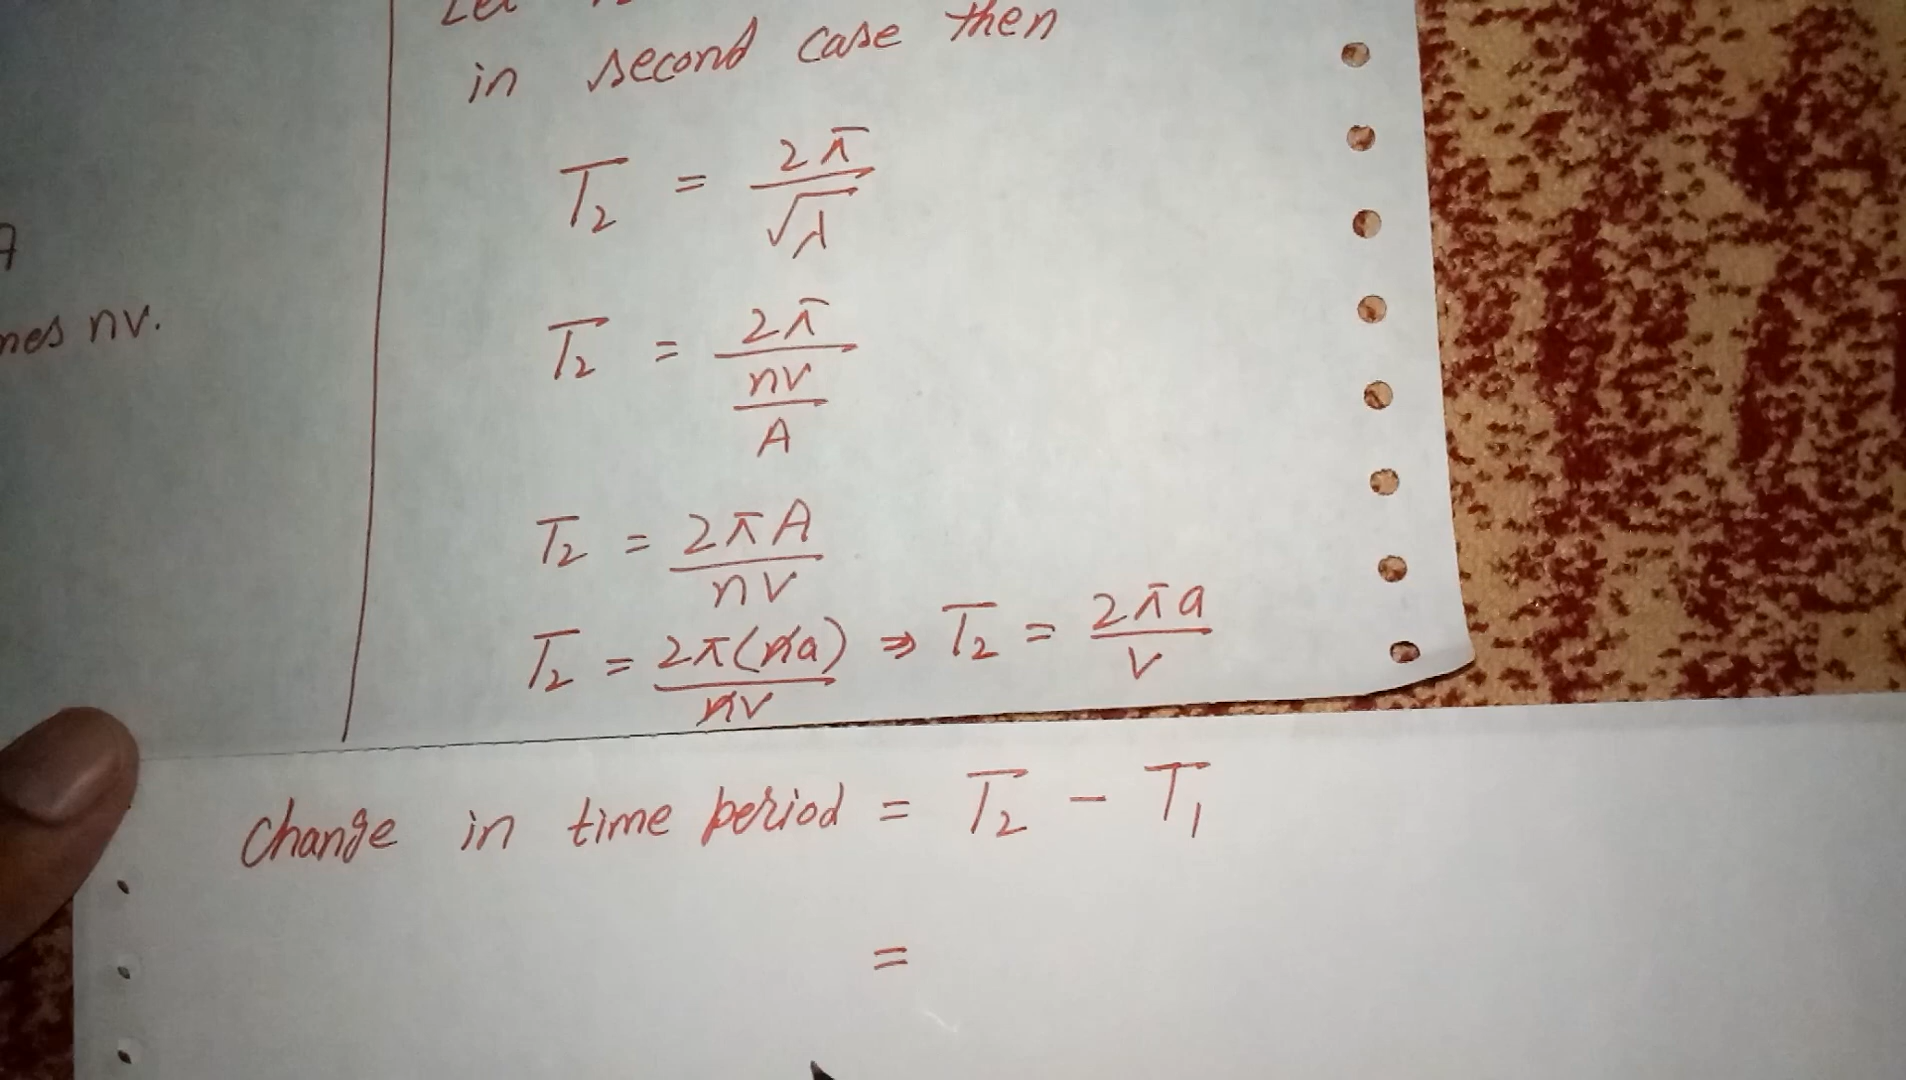 in second case then
T₂ = 2π/√λ
nes nv.
T₂ = 2π/(nv/A)
T₂ = 2πA/nv
T₂ = 2π(na)/nv ⇒ T₂ = 2πa/v
Change in time period = T₂ - T₁
=